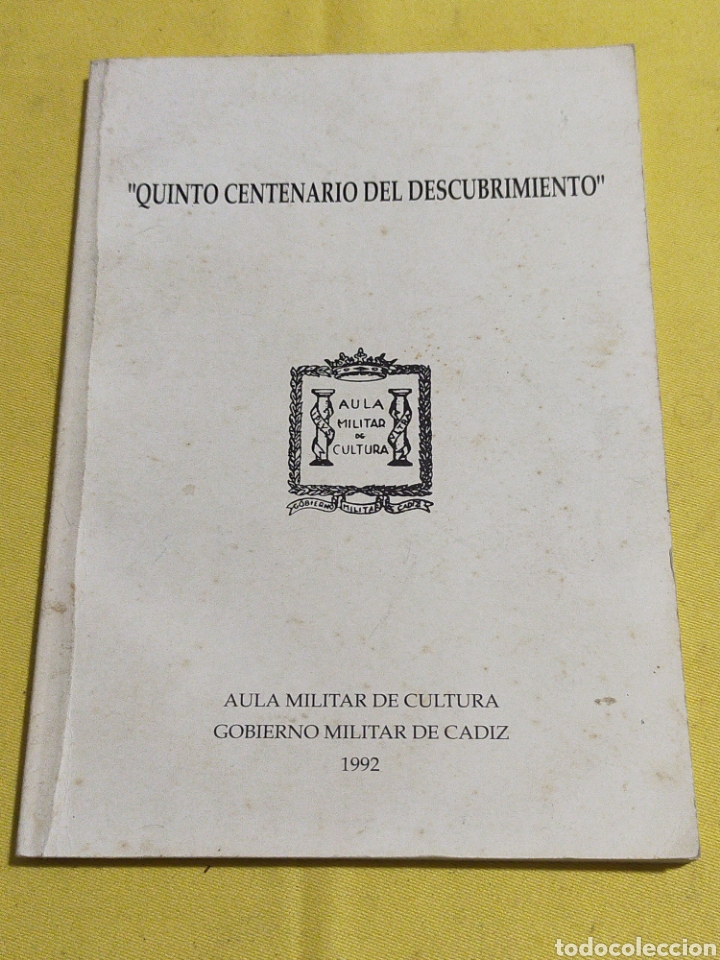 "QUINTO CENTENARIO DEL DESCUBRIMIENTO"
AULA
MILITAR
DE
CULTURA
GOBIERNO MILITAR DE CADIZ
AULA MILITAR DE CULTURA
GOBIERNO MILITAR DE CADIZ
1992
todocoleccion